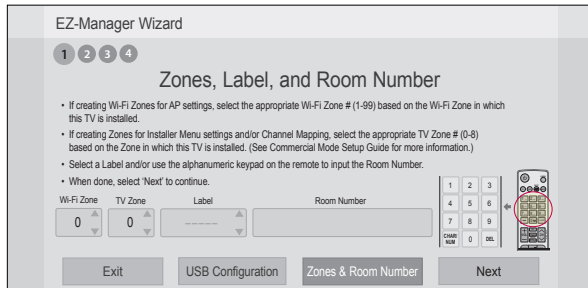 EZ-Manager Wizard
1 2 3 4
Zones, Label, and Room Number
• If creating Wi-Fi Zones for AP settings, select the appropriate Wi-Fi Zone # (1-99) based on the Wi-Fi Zone in which
this TV is installed.
• If creating Zones for Installer Menu settings and/or Channel Mapping, select the appropriate TV Zone # (0-8)
based on the Zone in which this TV is installed. (See Commercial Mode Setup Guide for more information.)
• Select a Label and/or use the alphanumeric keypad on the remote to input the Room Number.
• When done, select 'Next' to continue.
Wi-Fi Zone TV Zone Label Room Number
0 0 -----
1 2 3
4 5 6
7 8 9
CHAR/NUM 0 DEL
Exit USB Configuration Zones & Room Number Next